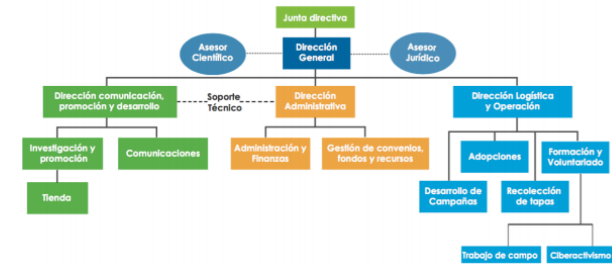 Junta directiva
Asesor
Científico
Dirección
General
Asesor
Jurídico
Dirección comunicación,
promoción y desarrollo
Soporte
Técnico
Dirección
Administrativa
Dirección Logística
y Operación
Investigación y
promoción
Comunicaciones
Administración y
Finanzas
Gestión de convenios,
fondos y recursos
Adopciones
Formación y
Voluntariado
Tienda
Desarrollo de
Campañas
Recolección
de tapas
Trabajo de campo
Ciberactivismo